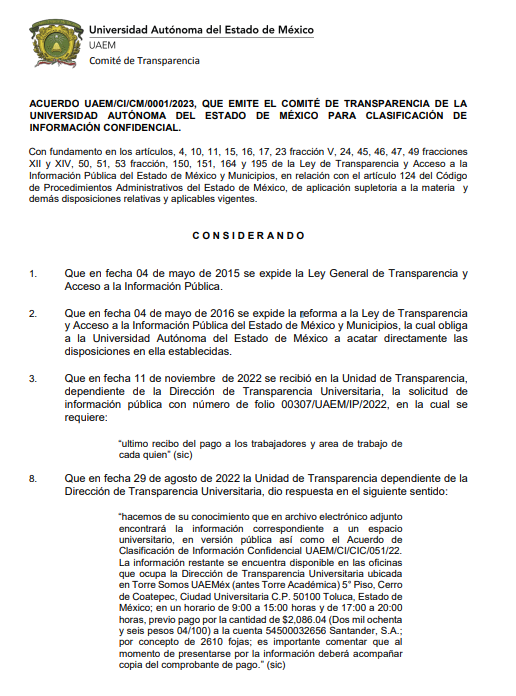 Universidad Autónoma del Estado de México
UAEM
Comité de Transparencia
ACUERDO UAEM/CI/CM/0001/2023, QUE EMITE EL COMITÉ DE TRANSPARENCIA DE LA
UNIVERSIDAD AUTÓNOMA DEL ESTADO DE MÉXICO PARA CLASIFICACIÓN DE
INFORMACIÓN CONFIDENCIAL.
Con fundamento en los artículos, 4, 10, 11, 15, 16, 17, 23 fracción V, 24, 45, 46, 47, 49 fracciones
XII y XIV, 50, 51, 53 fracción, 150, 151, 164 y 195 de la Ley de Transparencia y Acceso a la
Información Pública del Estado de México y Municipios, en relación con el artículo 124 del Código
de Procedimientos Administrativos del Estado de México, de aplicación supletoria a la materia y
demás disposiciones relativas y aplicables vigentes.
C O N S I D E R A N D O
1. Que en fecha 04 de mayo de 2015 se expide la Ley General de Transparencia y
Acceso a la Información Pública.
2. Que en fecha 04 de mayo de 2016 se expide la reforma a la Ley de Transparencia
y Acceso a la Información Pública del Estado de México y Municipios, la cual obliga
a la Universidad Autónoma del Estado de México a acatar directamente las
disposiciones en ella establecidas.
3. Que en fecha 11 de noviembre de 2022 se recibió en la Unidad de Transparencia,
dependiente de la Dirección de Transparencia Universitaria, la solicitud de
información pública con número de folio 00307/UAEM/IP/2022, en la cual se
requiere:
“ultimo recibo del pago a los trabajadores y area de trabajo de
cada quien” (sic)
8. Que en fecha 29 de agosto de 2022 la Unidad de Transparencia dependiente de la
Dirección de Transparencia Universitaria, dio respuesta en el siguiente sentido:
“hacemos de su conocimiento que en archivo electrónico adjunto
encontrará la información correspondiente a un espacio
universitario, en versión pública así como el Acuerdo de
Clasificación de Información Confidencial UAEM/CI/CIC/051/22.
La información restante se encuentra disponible en las oficinas
que ocupa la Dirección de Transparencia Universitaria ubicada
en Torre Somos UAEMéx (antes Torre Académica) 5° Piso, Cerro
de Coatepec, Ciudad Universitaria C.P. 50100 Toluca, Estado de
México; en un horario de 9:00 a 15:00 horas y de 17:00 a 20:00
horas, previo pago por la cantidad de $2,086.04 (Dos mil ochenta
y seis pesos 04/100) a la cuenta 54500032656 Santander, S.A.;
por concepto de 2610 fojas; es importante comentar que al
momento de presentarse por la información deberá acompañar
copia del comprobante de pago.” (sic)